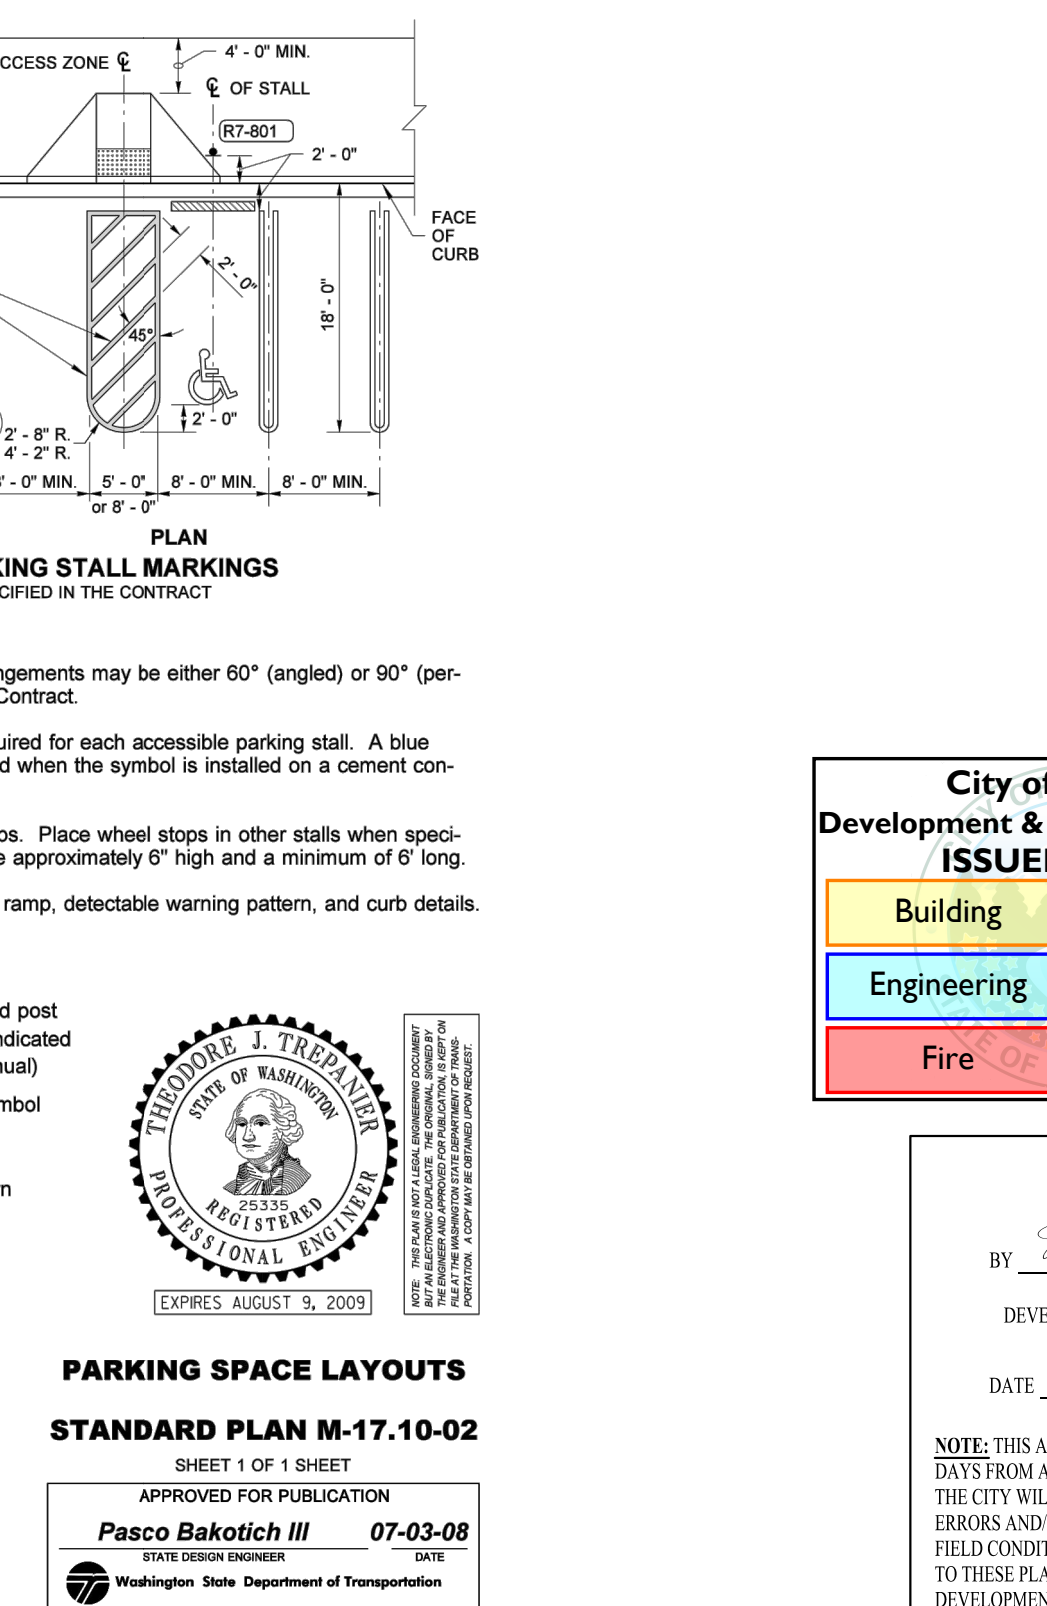 CCESS ZONE ℄
4' - 0" MIN.
℄ OF STALL
R7-801
2' - 0"
FACE
OF
CURB
2' - 0"
18' - 0"
45°
2' - 0"
2' - 8" R.
4' - 2" R.
' - 0" MIN.
5' - 0"
8' - 0" MIN.
8' - 0" MIN.
or 8' - 0"
PLAN
KING STALL MARKINGS
CIFIED IN THE CONTRACT
ngements may be either 60° (angled) or 90° (per-
Contract.
uired for each accessible parking stall. A blue
d when the symbol is installed on a cement con-
os. Place wheel stops in other stalls when speci-
e approximately 6" high and a minimum of 6' long.
ramp, detectable warning pattern, and curb details.
d post
ndicated
nual)
mbol
rn
THEODORE J. TREPANIER
STATE OF WASHINGTON
25335
REGISTERED
PROFESSIONAL ENGINEER
EXPIRES AUGUST 9, 2009
NOTE: THIS PLAN IS NOT A LEGAL ENGINEERING DOCUMENT
BUT AN ELECTRONIC DUPLICATE. THE ORIGINAL, SIGNED BY
THE ENGINEER AND APPROVED FOR PUBLICATION, IS KEPT ON
FILE AT THE WASHINGTON STATE DEPARTMENT OF TRANS-
PORTATION. A COPY MAY BE OBTAINED UPON REQUEST.
PARKING SPACE LAYOUTS
STANDARD PLAN M-17.10-02
SHEET 1 OF 1 SHEET
APPROVED FOR PUBLICATION
Pasco Bakotich III 07-03-08
STATE DESIGN ENGINEER DATE
Washington State Department of Transportation
City of
Development &
ISSUE
Building
Engineering
Fire
CITY OF
STATE OF
BY
DEVE
DATE
NOTE: THIS A
DAYS FROM A
THE CITY WIL
ERRORS AND/
FIELD CONDIT
TO THESE PLA
DEVELOPMEN